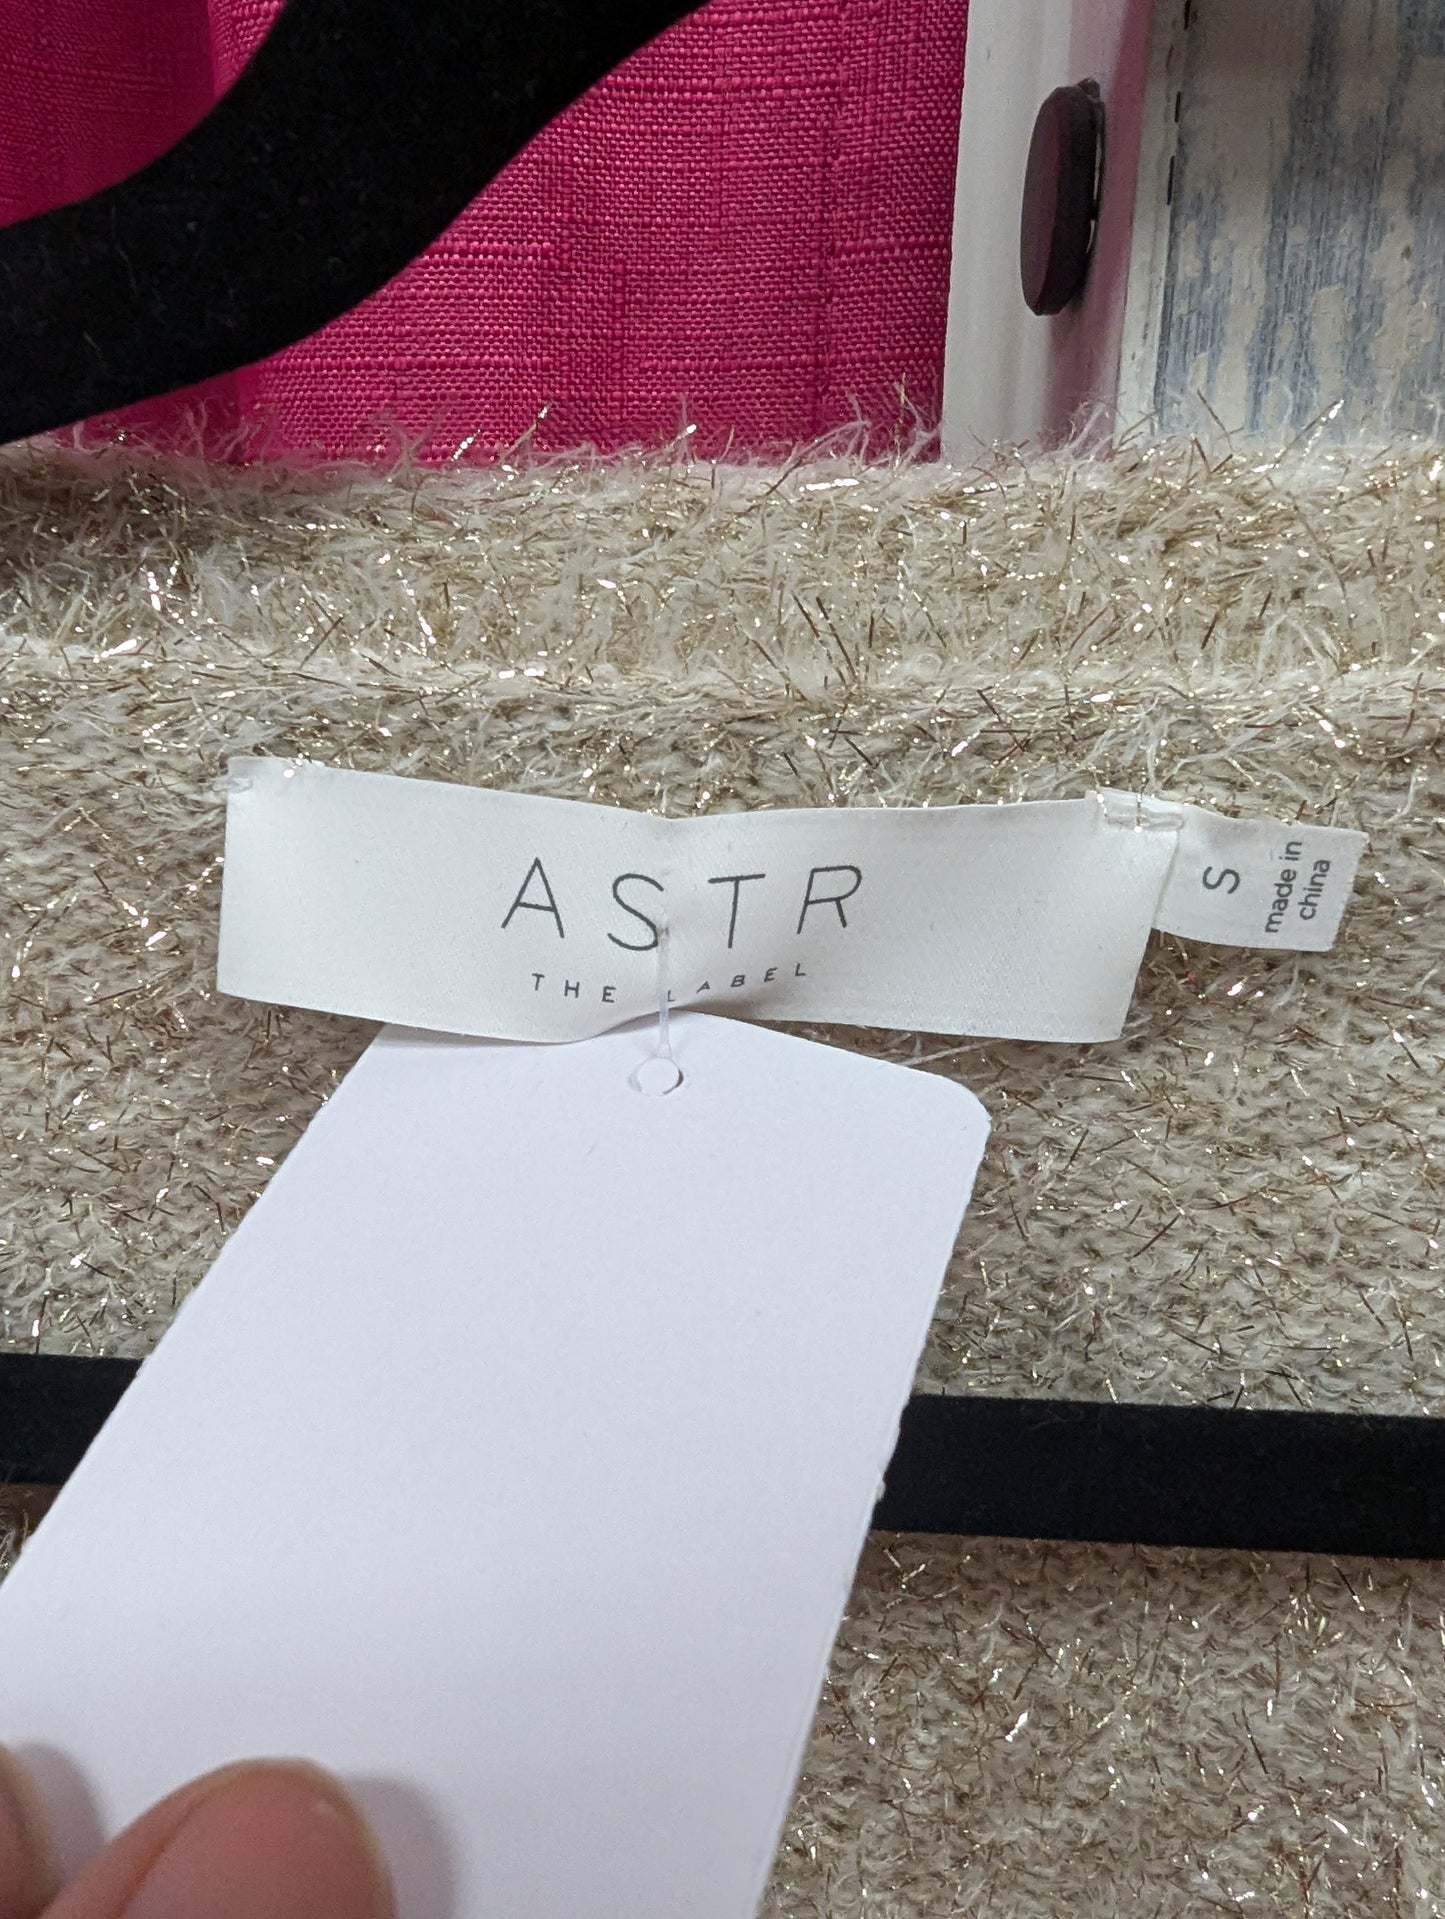 ASTR
THE LABEL
S
made in
china